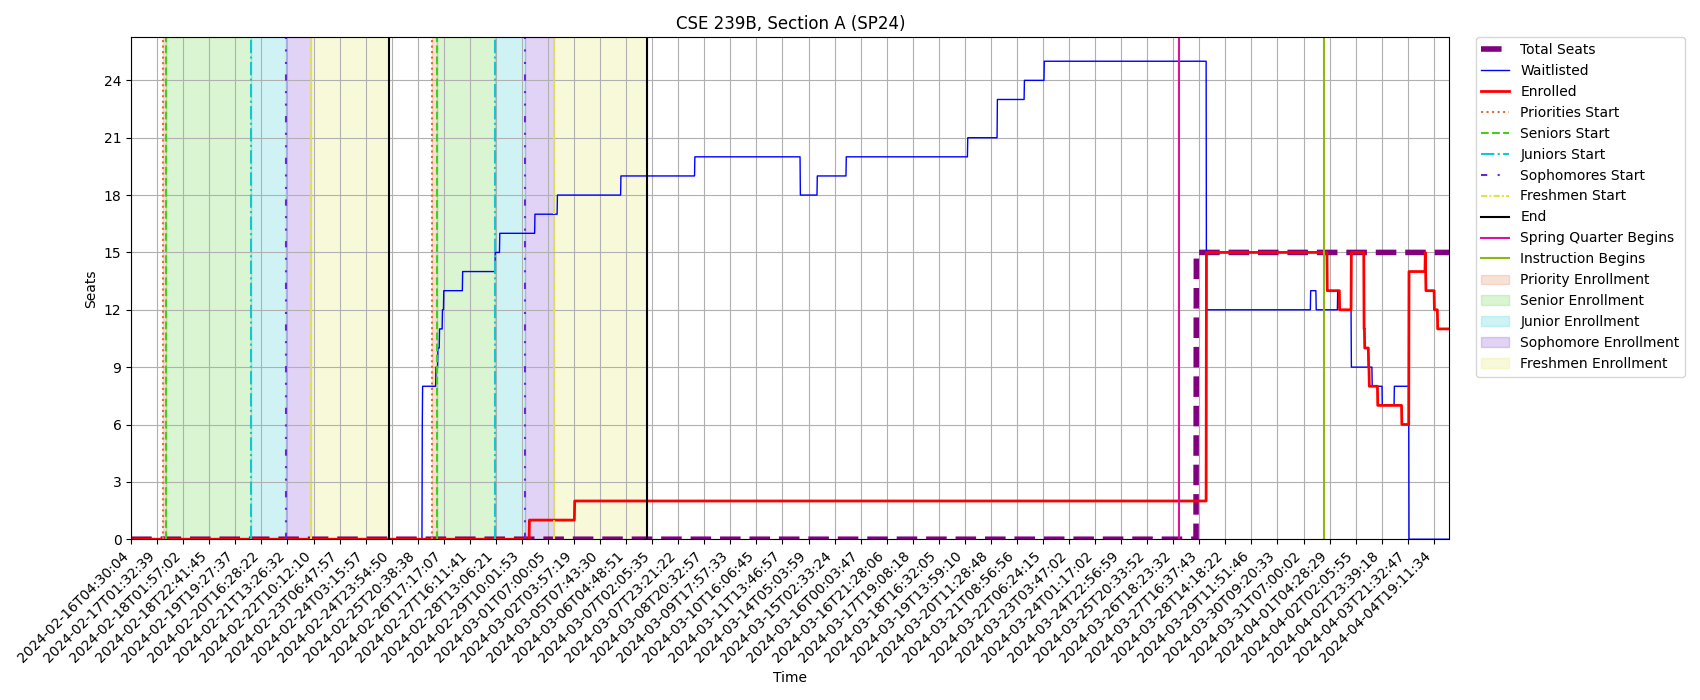 CSE 239B, Section A (SP24)
24
21
18
15
12
9
6
3
0
Seats
2024-02-16T04:30:04
2024-02-17T01:32:39
2024-02-18T01:57:02
2024-02-18T22:41:45
2024-02-19T19:27:37
2024-02-20T16:28:22
2024-02-21T13:26:32
2024-02-22T10:12:10
2024-02-23T06:47:57
2024-02-24T03:15:57
2024-02-24T23:54:50
2024-02-25T20:38:38
2024-02-26T17:17:07
2024-02-27T16:11:41
2024-02-28T13:06:21
2024-02-29T10:01:53
2024-03-01T07:00:05
2024-03-02T03:57:19
2024-03-05T07:43:30
2024-03-06T04:48:51
2024-03-07T02:05:35
2024-03-07T23:21:22
2024-03-08T20:32:57
2024-03-09T17:57:33
2024-03-10T16:06:45
2024-03-11T13:46:57
2024-03-14T05:03:59
2024-03-15T02:33:24
2024-03-16T00:03:47
2024-03-16T21:28:06
2024-03-17T19:08:18
2024-03-18T16:32:05
2024-03-19T13:59:10
2024-03-20T11:28:48
2024-03-21T08:56:56
2024-03-22T06:24:15
2024-03-23T03:47:02
2024-03-24T01:17:02
2024-03-24T22:56:59
2024-03-25T20:33:52
2024-03-26T18:23:32
2024-03-27T16:37:43
2024-03-28T14:18:22
2024-03-29T11:51:46
2024-03-30T09:20:33
2024-03-31T07:00:02
2024-04-01T04:28:29
2024-04-02T02:05:55
2024-04-02T23:39:18
2024-04-03T21:32:47
2024-04-04T19:11:34
Time
Total Seats
Waitlisted
Enrolled
Priorities Start
Seniors Start
Juniors Start
Sophomores Start
Freshmen Start
End
Spring Quarter Begins
Instruction Begins
Priority Enrollment
Senior Enrollment
Junior Enrollment
Sophomore Enrollment
Freshmen Enrollment